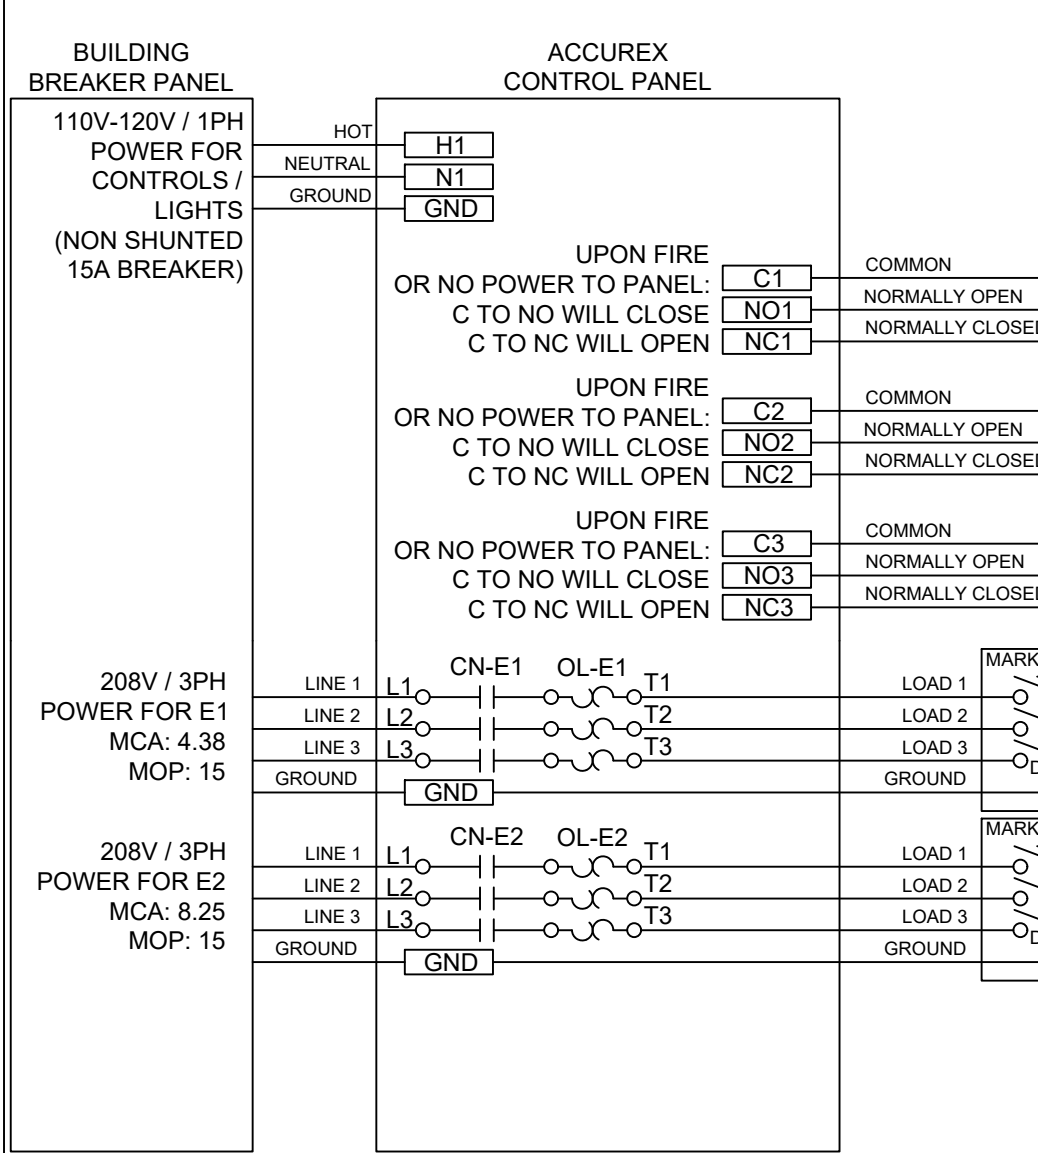 BUILDING
BREAKER PANEL
ACCUREX
CONTROL PANEL
110V-120V / 1PH
POWER FOR
CONTROLS /
LIGHTS
(NON SHUNTED
15A BREAKER)
HOT
NEUTRAL
GROUND
H1
N1
GND
UPON FIRE
OR NO POWER TO PANEL:
C TO NO WILL CLOSE
C TO NC WILL OPEN
C1
NO1
NC1
COMMON
NORMALLY OPEN
NORMALLY CLOSED
UPON FIRE
OR NO POWER TO PANEL:
C TO NO WILL CLOSE
C TO NC WILL OPEN
C2
NO2
NC2
COMMON
NORMALLY OPEN
NORMALLY CLOSED
UPON FIRE
OR NO POWER TO PANEL:
C TO NO WILL CLOSE
C TO NC WILL OPEN
C3
NO3
NC3
COMMON
NORMALLY OPEN
NORMALLY CLOSED
208V / 3PH
POWER FOR E1
MCA: 4.38
MOP: 15
LINE 1
LINE 2
LINE 3
GROUND
L1
L2
L3
GND
CN-E1
OL-E1
T1
T2
T3
LOAD 1
LOAD 2
LOAD 3
GROUND
MARK
D
208V / 3PH
POWER FOR E2
MCA: 8.25
MOP: 15
LINE 1
LINE 2
LINE 3
GROUND
L1
L2
L3
GND
CN-E2
OL-E2
T1
T2
T3
LOAD 1
LOAD 2
LOAD 3
GROUND
MARK
D